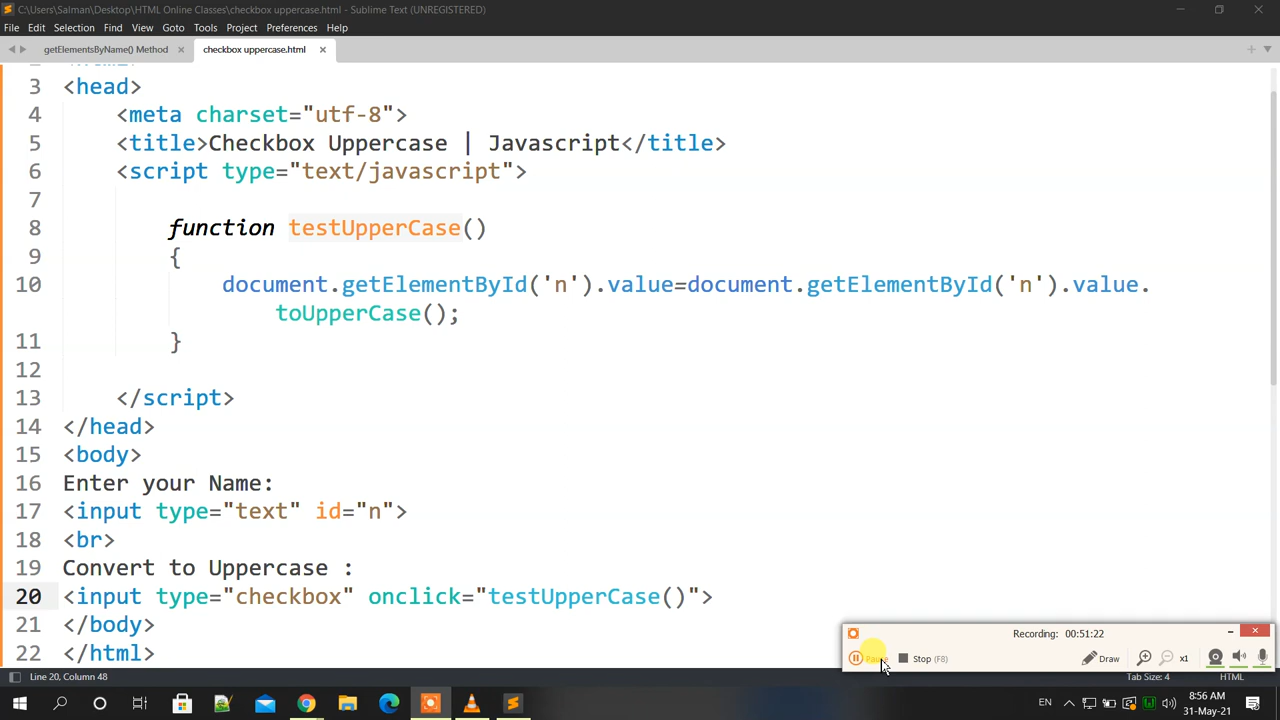 C:\Users\Salman\Desktop\HTML Online Classes\checkbox uppercase.html - Sublime Text (UNREGISTERED)
File Edit Selection Find View Goto Tools Project Preferences Help
getElementsByName() Method checkbox uppercase.html
3 <head>
4 <meta charset="utf-8">
5 <title>Checkbox Uppercase | Javascript</title>
6 <script type="text/javascript">
7
8 function testUpperCase()
9 {
10 document.getElementById('n').value=document.getElementById('n').value.
toUpperCase();
11 }
12
13 </script>
14 </head>
15 <body>
16 Enter your Name:
17 <input type="text" id="n">
18 <br>
19 Convert to Uppercase :
20 <input type="checkbox" onclick="testUpperCase()">
21 </body>
22 </html>
Recording: 00:51:22
Stop (F8) Draw x1
Line 20, Column 48 Tab Size: 4 HTML
EN 8:56 AM
31-May-21